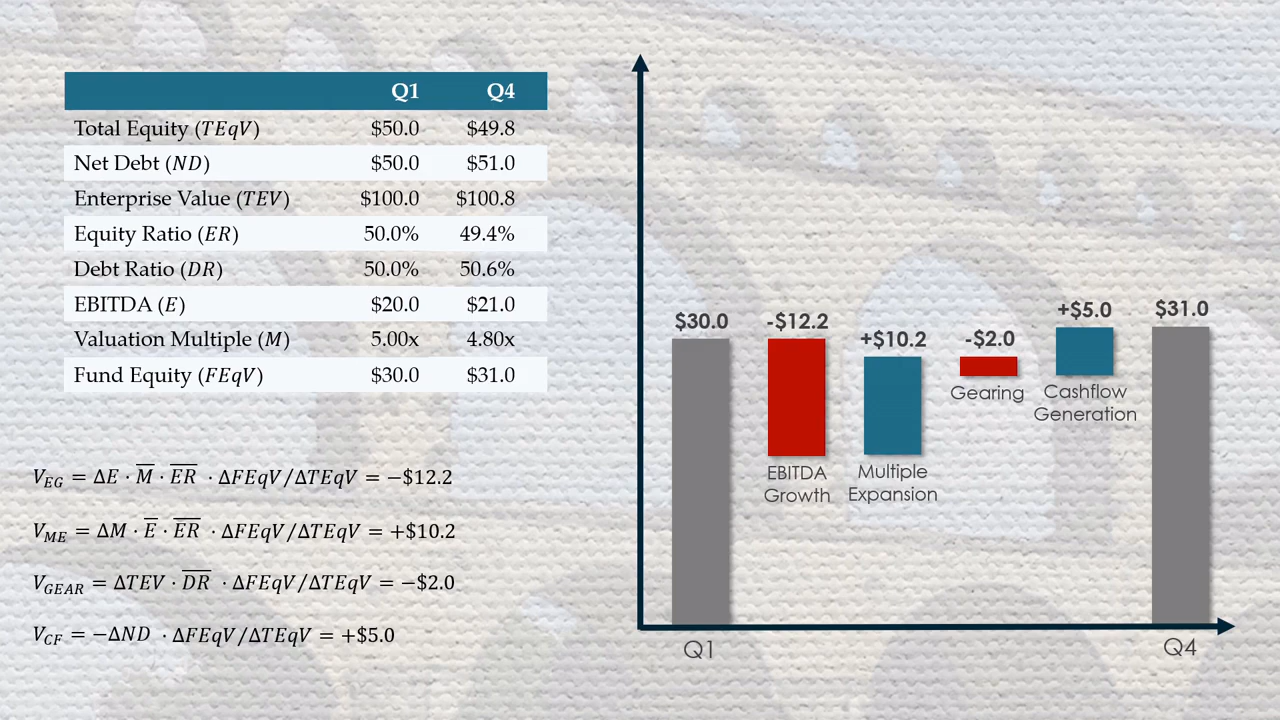 Q1 Q4
Total Equity (TEqV) $50.0 $49.8
Net Debt (ND) $50.0 $51.0
Enterprise Value (TEV) $100.0 $100.8
Equity Ratio (ER) 50.0% 49.4%
Debt Ratio (DR) 50.0% 50.6%
EBITDA (E) $20.0 $21.0
Valuation Multiple (M) 5.00x 4.80x
Fund Equity (FEqV) $30.0 $31.0
V_EG = ΔE · M̅ · E̅R̅ · ΔFEqV/ΔTEqV = −$12.2
V_ME = ΔM · E̅ · E̅R̅ · ΔFEqV/ΔTEqV = +$10.2
V_GEAR = ΔTEV · D̅R̅ · ΔFEqV/ΔTEqV = −$2.0
V_CF = −ΔND · ΔFEqV/ΔTEqV = +$5.0
$30.0 -$12.2 +$10.2 -$2.0 +$5.0 $31.0
EBITDA
Growth
Multiple
Expansion
Gearing
Cashflow
Generation
Q1 Q4